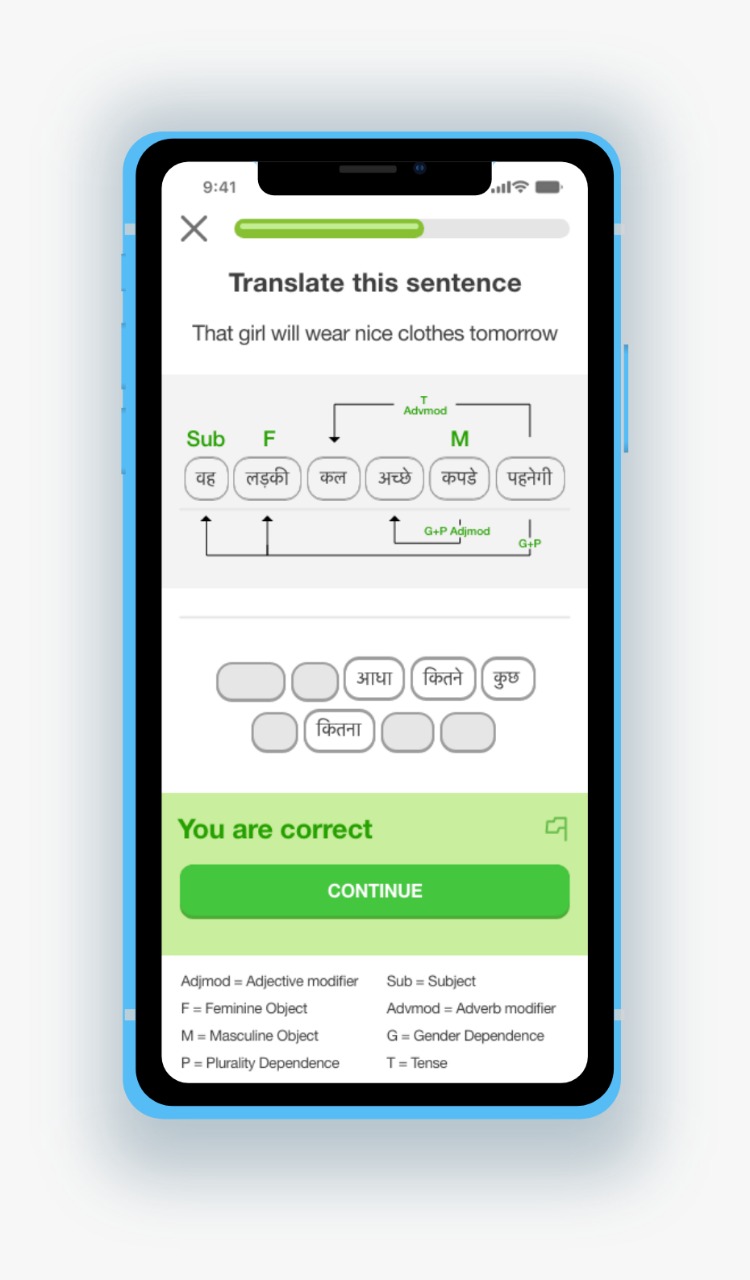 9:41
Translate this sentence
That girl will wear nice clothes tomorrow
T
Advmod
Sub F M
वह लड़की कल अच्छे कपडे पहनेगी
G+P Adjmod
G+P
आधा कितने कुछ
कितना
You are correct
CONTINUE
Adjmod = Adjective modifier Sub = Subject
F = Feminine Object Advmod = Adverb modifier
M = Masculine Object G = Gender Dependence
P = Plurality Dependence T = Tense